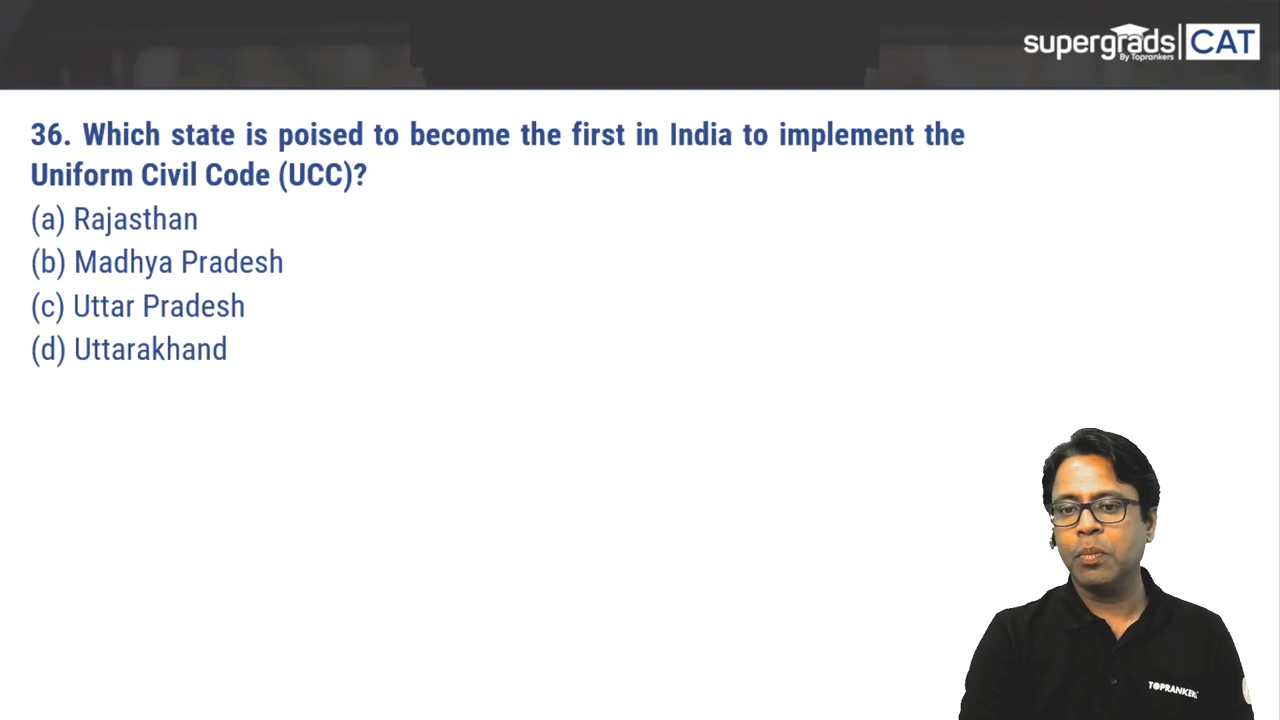 supergrads CAT
By Toprankers
36. Which state is poised to become the first in India to implement the
Uniform Civil Code (UCC)?
(a) Rajasthan
(b) Madhya Pradesh
(c) Uttar Pradesh
(d) Uttarakhand
TOPRANKERS